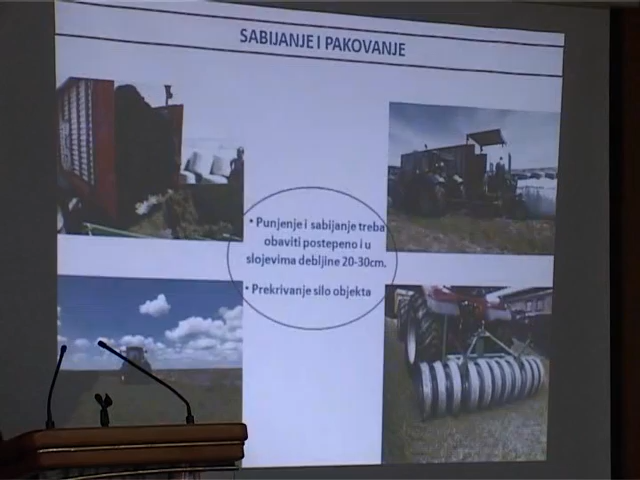 SABIJANJE I PAKOVANJE
• Punjenje i sabijanje treba
obaviti postepeno i u
slojevima debljine 20-30cm.
• Prekrivanje silo objekta